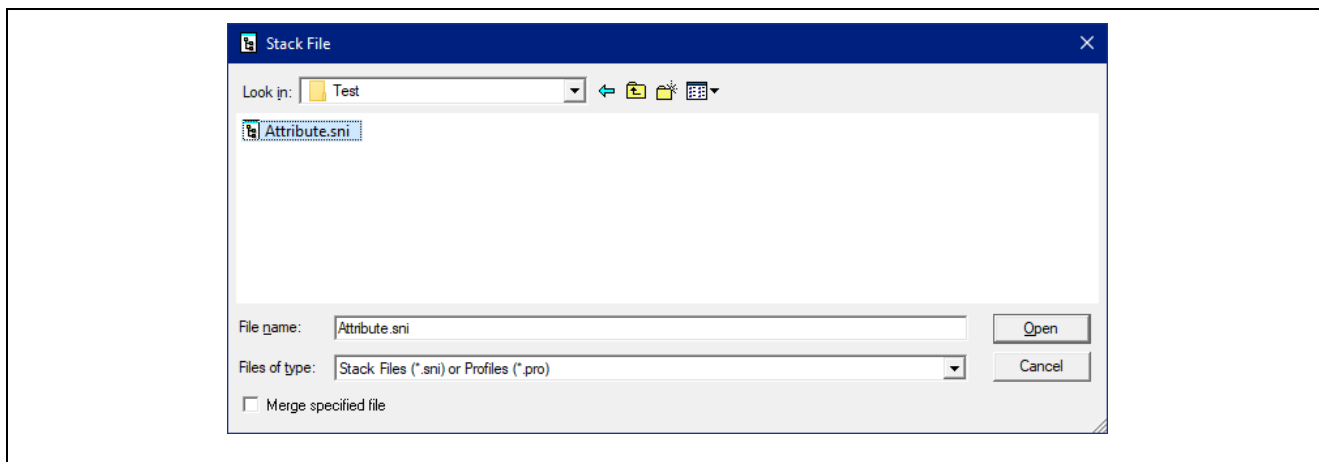 Stack File
Look in: Test
Attribute.sni
File name: Attribute.sni Open
Files of type: Stack Files (*.sni) or Profiles (*.pro) Cancel
Merge specified file